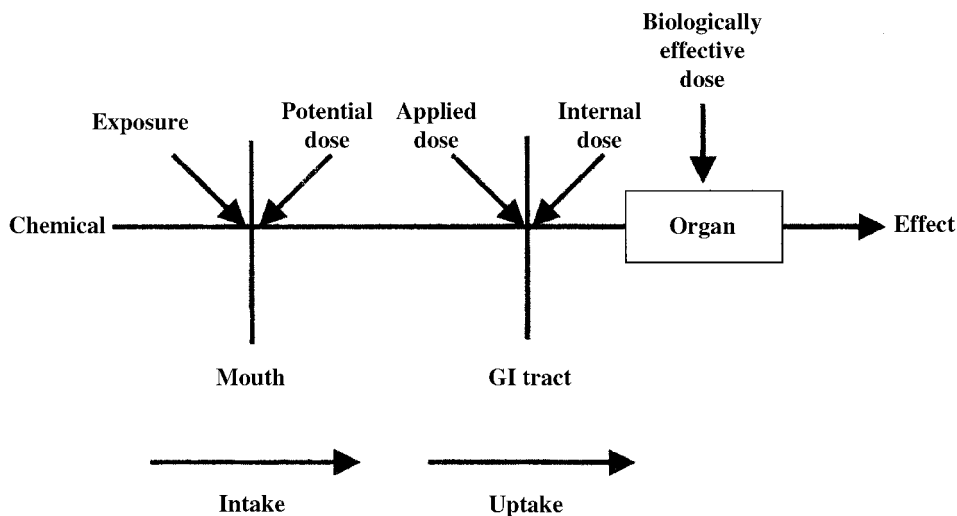 Biologically
effective
dose
Exposure
Potential
dose
Applied
dose
Internal
dose
Chemical
Organ
Effect
Mouth
GI tract
Intake
Uptake